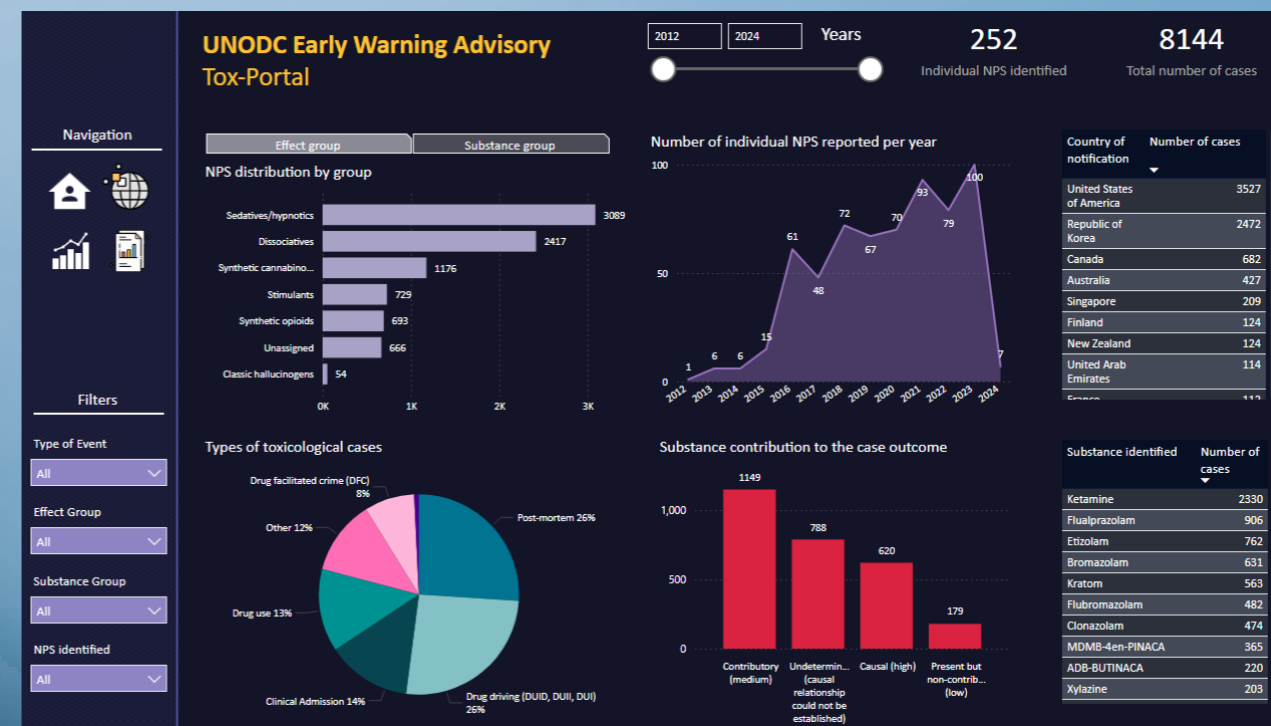 UNODC Early Warning Advisory
Tox-Portal
2012
2024
Years
252
Individual NPS identified
8144
Total number of cases
Navigation
Filters
Type of Event
All
Effect Group
All
Substance Group
All
NPS identified
All
Effect group
Substance group
NPS distribution by group
Sedatives/hypnotics
3089
Dissociatives
2417
Synthetic cannabino...
1176
Stimulants
729
Synthetic opioids
693
Unassigned
666
Classic hallucinogens
54
0K
1K
2K
3K
Number of individual NPS reported per year
100
50
0
1
6
6
15
61
48
72
67
70
93
79
100
7
2012
2013
2014
2015
2016
2017
2018
2019
2020
2021
2022
2023
2024
Country of
notification
Number of cases
United States
of America
3527
Republic of
Korea
2472
Canada
682
Australia
427
Singapore
209
Finland
124
New Zealand
124
United Arab
Emirates
114
France
112
Types of toxicological cases
Drug facilitated crime (DFC)
8%
Post-mortem 26%
Other 12%
Drug use 13%
Clinical Admission 14%
Drug driving (DUID, DUII, DUI)
26%
Substance contribution to the case outcome
1,000
500
0
1149
788
620
179
Contributory
(medium)
Undetermin...
(causal
relationship
could not be
established)
Causal (high)
Present but
non-contrib...
(low)
Substance identified
Number of
cases
Ketamine
2330
Flualprazolam
906
Etizolam
762
Bromazolam
631
Kratom
563
Flubromazolam
482
Clonazolam
474
MDMB-4en-PINACA
365
ADB-BUTINACA
220
Xylazine
203